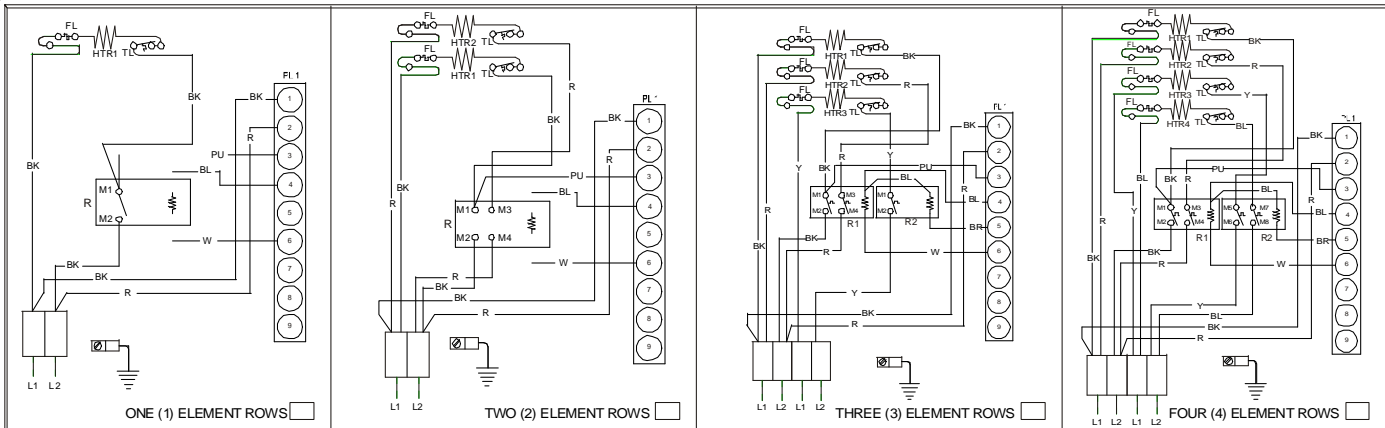 FL
HTR1
TL
BK
BK
BK
R
PU
BL
W
M1
R
M2
BK
BK
R
1
2
3
4
5
6
7
8
9
L1 L2
ONE (1) ELEMENT ROWS
FL
HTR2
TL
FL
HTR1
TL
R
BK
BK
R
BK
R
PU
BL
W
M1 M3
R
M2 M4
R
BK
BK
R
1
2
3
4
5
6
7
8
9
L1 L2
TWO (2) ELEMENT ROWS
FL
HTR1
TL
BK
FL
HTR2
TL
R
FL
HTR3
TL
BK
R
Y
BK
R
Y
BK
R
PU
BL
BL
BR
W
M1 M3
M2 M4
R1
M1
M2
R2
BK
R
Y
BK
R
1
2
3
4
5
6
7
8
9
L1 L2 L1 L2
THREE (3) ELEMENT ROWS
FL
HTR1
TL
BK
FL
HTR2
TL
R
FL
HTR3
TL
Y
FL
HTR4
TL
BL
BK
R
Y
BL
BK
R
BK
R
PU
BL
BL
BR
W
M1 M3
M2 M4
R1
M5 M7
M6 M8
R2
BK
R
Y
BL
BK
R
1
2
3
4
5
6
7
8
9
L1 L2 L1 L2
FOUR (4) ELEMENT ROWS